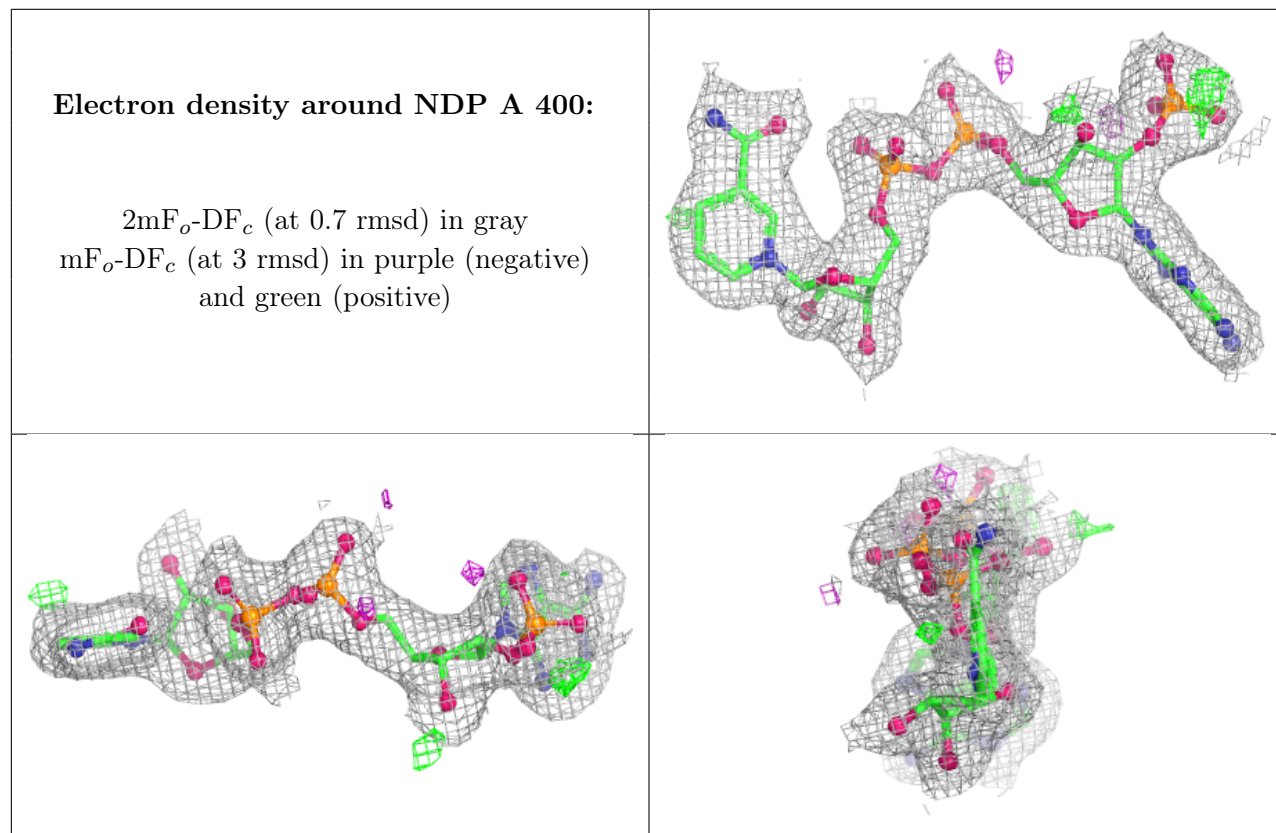 Electron density around NDP A 400:
2mFo-DFc (at 0.7 rmsd) in gray
mFo-DFc (at 3 rmsd) in purple (negative)
and green (positive)